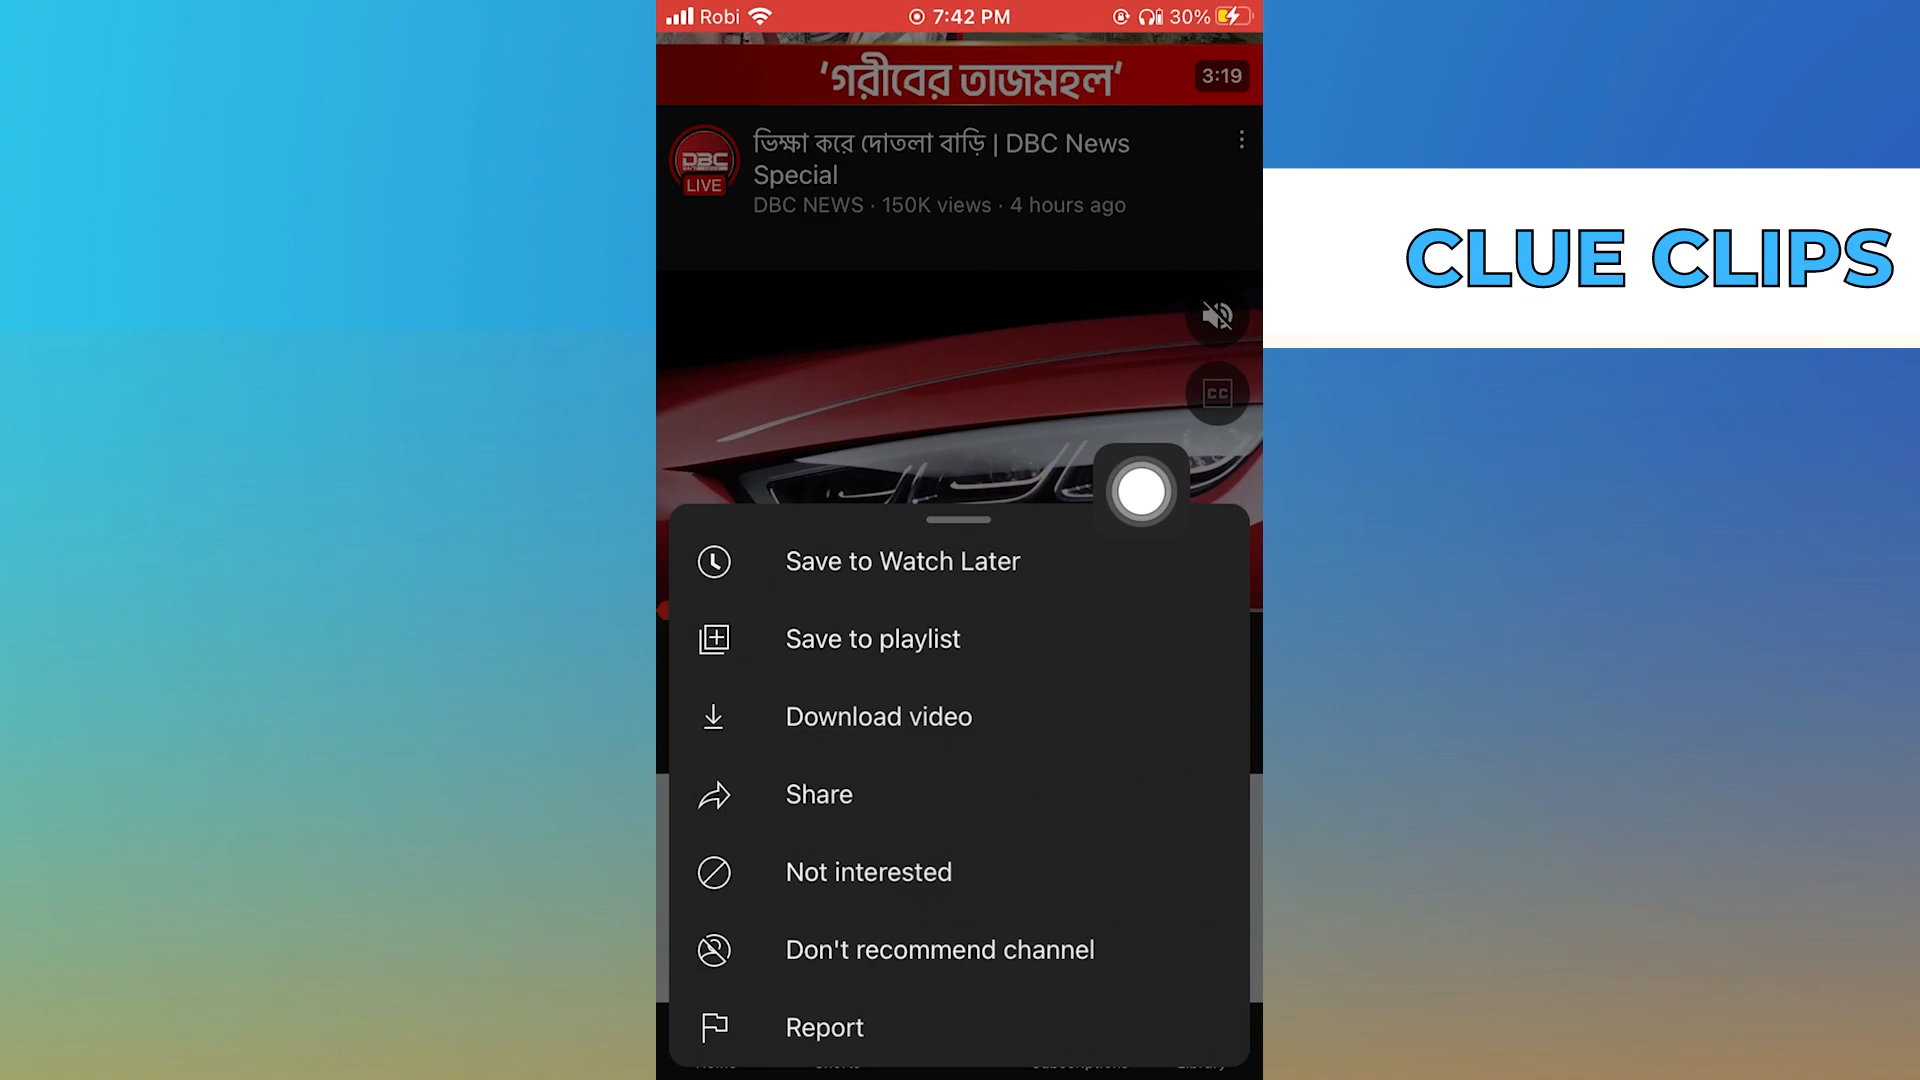 Robi
7:42 PM
30%
'গরীবের তাজমহল'
3:19
ভিক্ষা করে দোতলা বাড়ি | DBC News
Special
DBC
LIVE
DBC NEWS · 150K views · 4 hours ago
CLUE CLIPS
CC
Save to Watch Later
Save to playlist
Download video
Share
Not interested
Don't recommend channel
Report